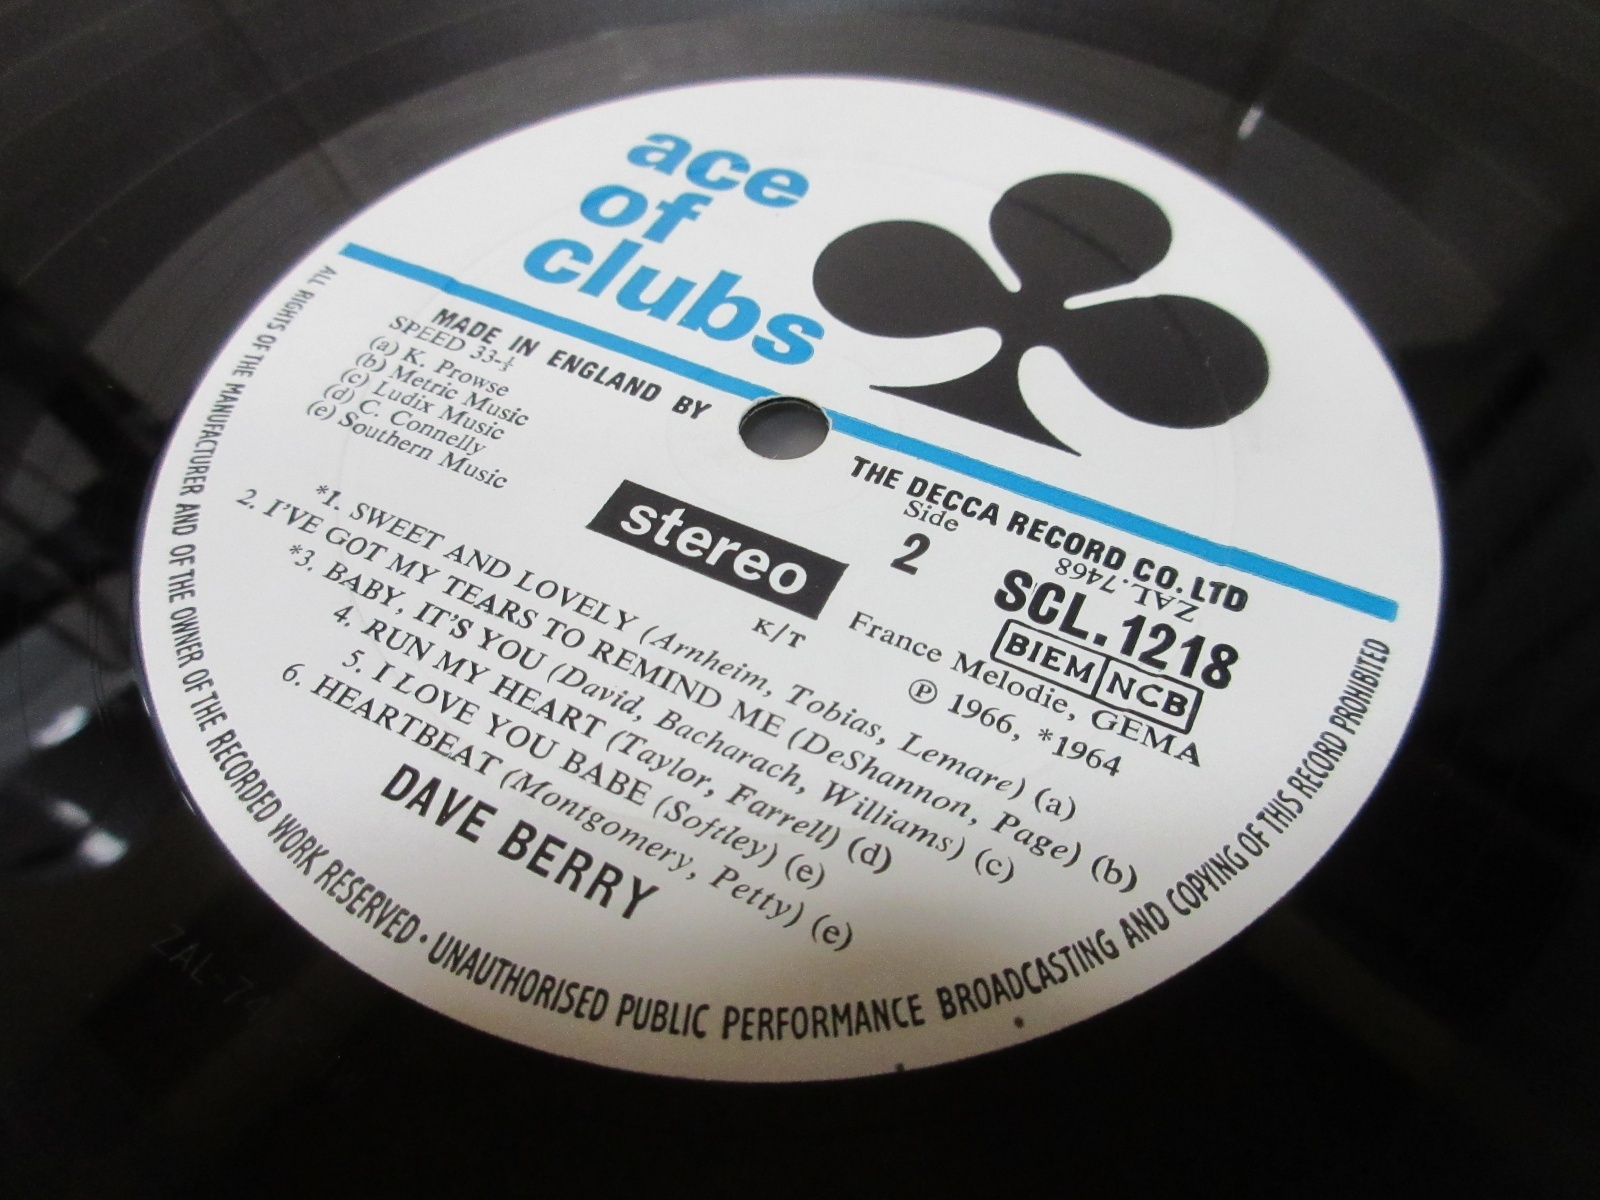 ace
of
clubs
MADE IN ENGLAND BY THE DECCA RECORD CO. LTD
SPEED 33-⅓
(a) K. Prowse
(b) Metric Music
(c) Ludix Music
(d) C. Connelly
(e) Southern Music
stereo
K/T
Side
2
ZAL.7468
SCL.1218
BIEM NCB
France Melodie, GEMA
℗ 1966, *1964
*1. SWEET AND LOVELY (Arnheim, Tobias, Lemare) (a)
2. I'VE GOT MY TEARS TO REMIND ME (DeShannon, Page) (b)
*3. BABY, IT'S YOU (David, Bacharach, Williams) (c)
4. RUN MY HEART (Taylor, Farrell) (d)
5. I LOVE YOU BABE (Softley) (e)
6. HEARTBEAT (Montgomery, Petty) (e)
DAVE BERRY
ALL RIGHTS OF THE MANUFACTURER AND OF THE OWNER OF THE RECORDED WORK RESERVED · UNAUTHORISED PUBLIC PERFORMANCE BROADCASTING AND COPYING OF THIS RECORD PROHIBITED